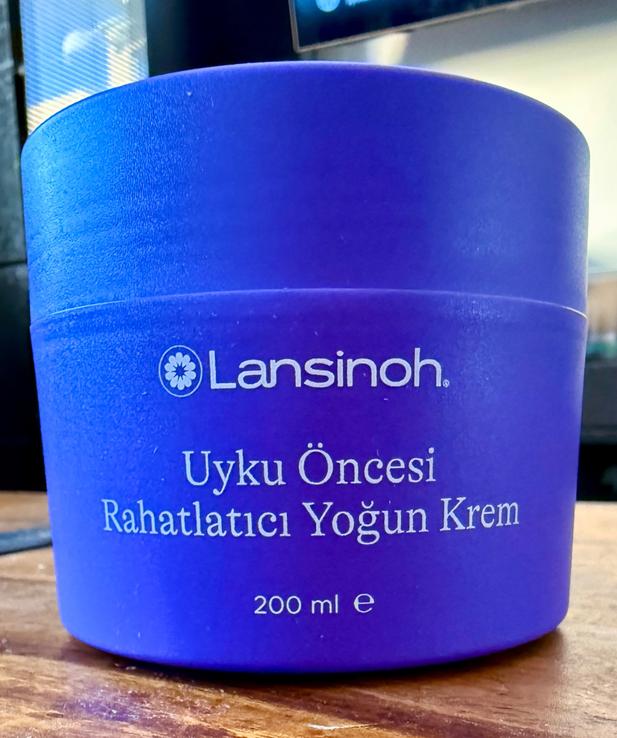 Lansinoh®
Uyku Öncesi
Rahatlatıcı Yoğun Krem
200 ml ℮